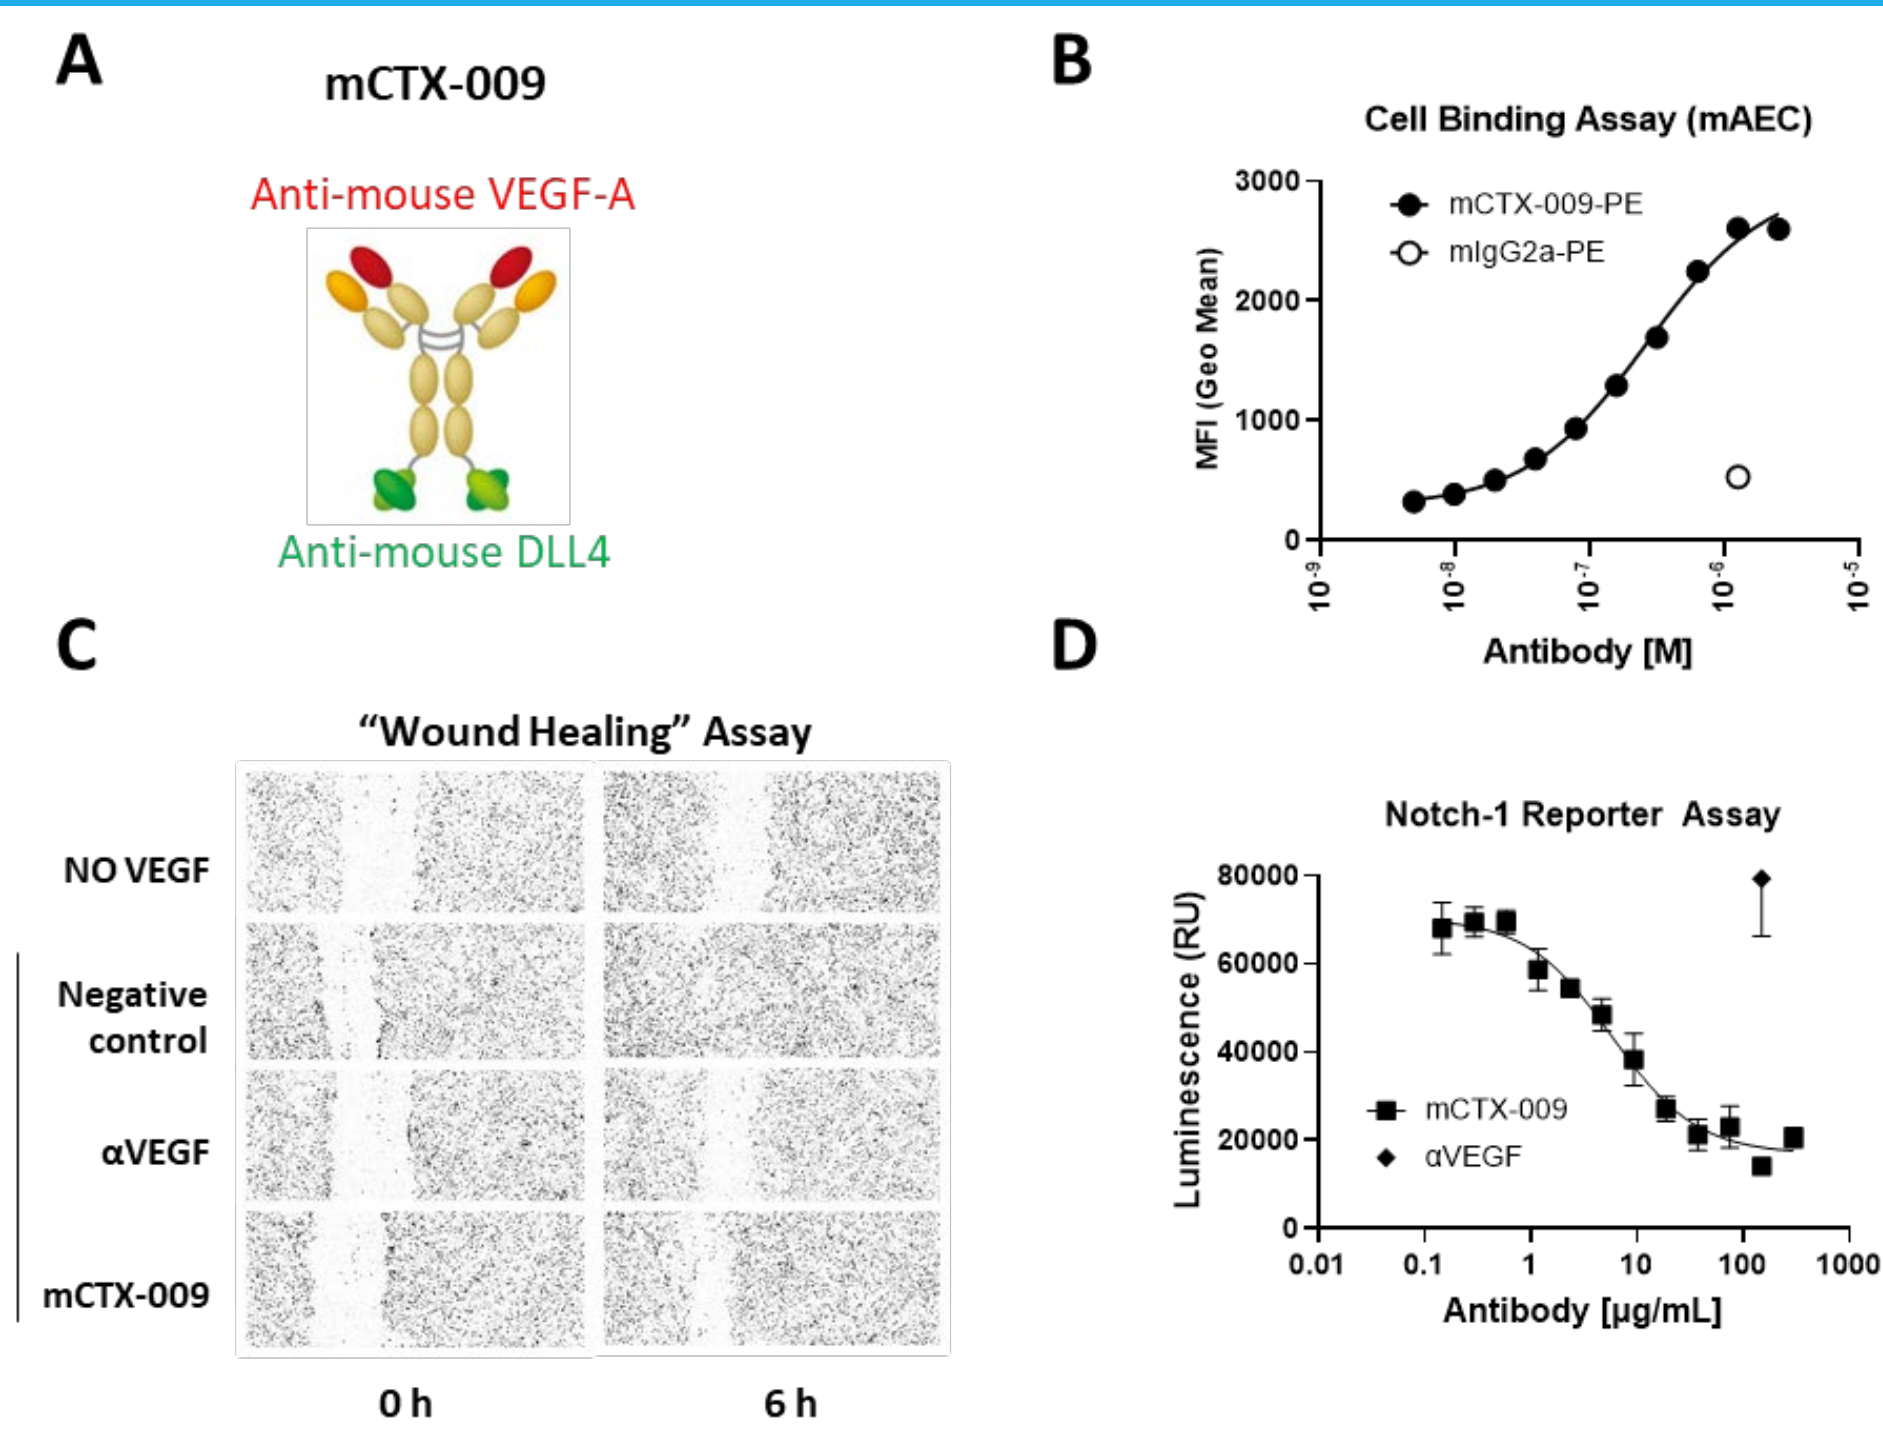 A
mCTX-009
Anti-mouse VEGF-A
Anti-mouse DLL4
B
Cell Binding Assay (mAEC)
3000
2000
1000
0
MFI (Geo Mean)
mCTX-009-PE
mIgG2a-PE
10⁻⁹
10⁻⁸
10⁻⁷
10⁻⁶
10⁻⁵
Antibody [M]
C
“Wound Healing” Assay
NO VEGF
Negative
control
αVEGF
mCTX-009
0 h
6 h
D
Notch-1 Reporter Assay
80000
60000
40000
20000
0
Luminescence (RU)
mCTX-009
αVEGF
0.01
0.1
1
10
100
1000
Antibody [µg/mL]